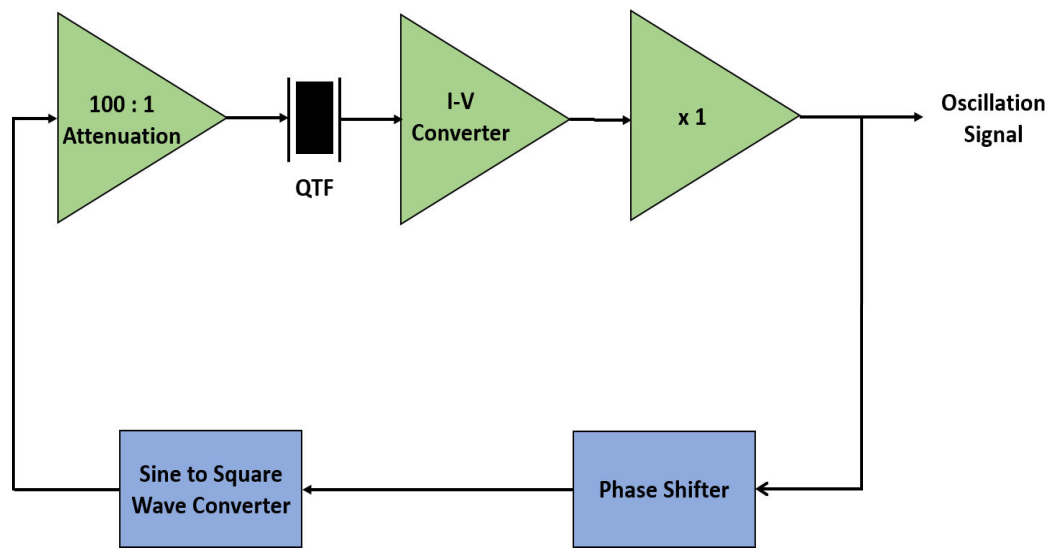 100 : 1
Attenuation
QTF
I-V
Converter
x 1
Oscillation
Signal
Sine to Square
Wave Converter
Phase Shifter